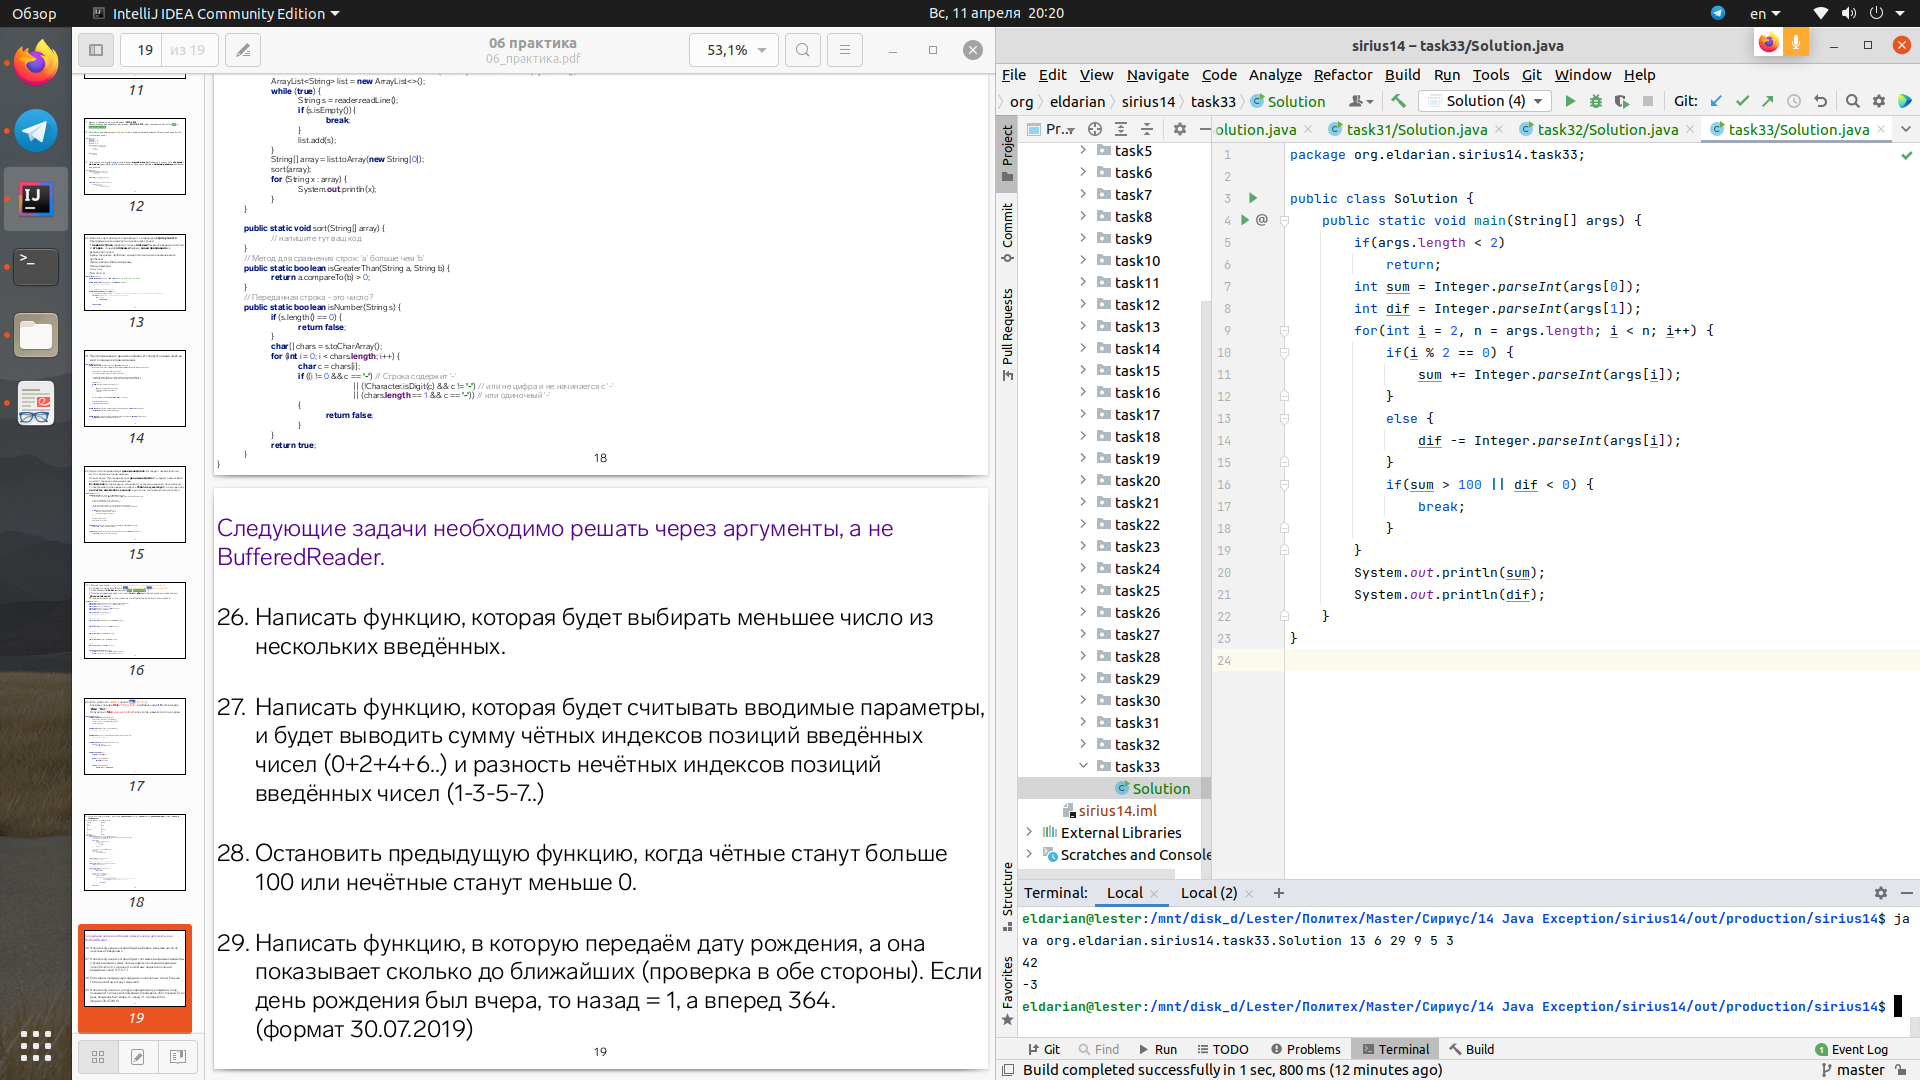 Обзор
IntelliJ IDEA Community Edition
Вс, 11 апреля 20:20
en
19 из 19
06 практика
06_практика.pdf
53,1%
11
12
13
14
15
16
17
18
19
ArrayList<String> list = new ArrayList<>();
while (true) {
String s = reader.readLine();
if (s.isEmpty()) {
break;
}
list.add(s);
}
String[] array = list.toArray(new String[0]);
sort(array);
for (String x : array) {
System.out.println(x);
}
}
public static void sort(String[] array) {
// напишите тут ваш код
}
// Метод для сравнения строк: 'а' больше чем 'b'
public static boolean isGreaterThan(String a, String b) {
return a.compareTo(b) > 0;
}
// Переданная строка - это число?
public static boolean isNumber(String s) {
if (s.length() == 0) {
return false;
}
char[] chars = s.toCharArray();
for (int i = 0; i < chars.length; i++) {
char c = chars[i];
if ((i != 0 && c == '-') // Строка содержит '-'
|| (!Character.isDigit(c) && c != '-') // или не цифра и не начинается с '-'
|| (chars.length == 1 && c == '-')) // или одиночный '-'
{
return false;
}
}
return true;
}
}
18
Следующие задачи необходимо решать через аргументы, а не
BufferedReader.
26. Написать функцию, которая будет выбирать меньшее число из
нескольких введённых.
27. Написать функцию, которая будет считывать вводимые параметры,
и будет выводить сумму чётных индексов позиций введённых
чисел (0+2+4+6..) и разность нечётных индексов позиций
введённых чисел (1-3-5-7..)
28. Остановить предыдущую функцию, когда чётные станут больше
100 или нечётные станут меньше 0.
29. Написать функцию, в которую передаём дату рождения, а она
показывает сколько до ближайших (проверка в обе стороны). Если
день рождения был вчера, то назад = 1, а вперед 364.
(формат 30.07.2019)
19
sirius14 – task33/Solution.java
File Edit View Navigate Code Analyze Refactor Build Run Tools Git Window Help
org eldarian sirius14 task33 Solution
Solution (4)
Git:
Pr..
olution.java task31/Solution.java task32/Solution.java task33/Solution.java
Project
Commit
Pull Requests
Structure
Favorites
task5
task6
task7
task8
task9
task10
task11
task12
task13
task14
task15
task16
task17
task18
task19
task20
task21
task22
task23
task24
task25
task26
task27
task28
task29
task30
task31
task32
task33
Solution
sirius14.iml
External Libraries
Scratches and Console
1 package org.eldarian.sirius14.task33;
2
3 public class Solution {
4 @ public static void main(String[] args) {
5 if(args.length < 2)
6 return;
7 int sum = Integer.parseInt(args[0]);
8 int dif = Integer.parseInt(args[1]);
9 for(int i = 2, n = args.length; i < n; i++) {
10 if(i % 2 == 0) {
11 sum += Integer.parseInt(args[i]);
12 }
13 else {
14 dif -= Integer.parseInt(args[i]);
15 }
16 if(sum > 100 || dif < 0) {
17 break;
18 }
19 }
20 System.out.println(sum);
21 System.out.println(dif);
22 }
23 }
24
Terminal: Local Local (2) +
eldarian@lester:/mnt/disk_d/Lester/Политех/Master/Сириус/14 Java Exception/sirius14/out/production/sirius14$ ja
va org.eldarian.sirius14.task33.Solution 13 6 29 9 5 3
42
-3
eldarian@lester:/mnt/disk_d/Lester/Политех/Master/Сириус/14 Java Exception/sirius14/out/production/sirius14$
Git Find Run TODO Problems Terminal Build 1 Event Log
Build completed successfully in 1 sec, 800 ms (12 minutes ago) master